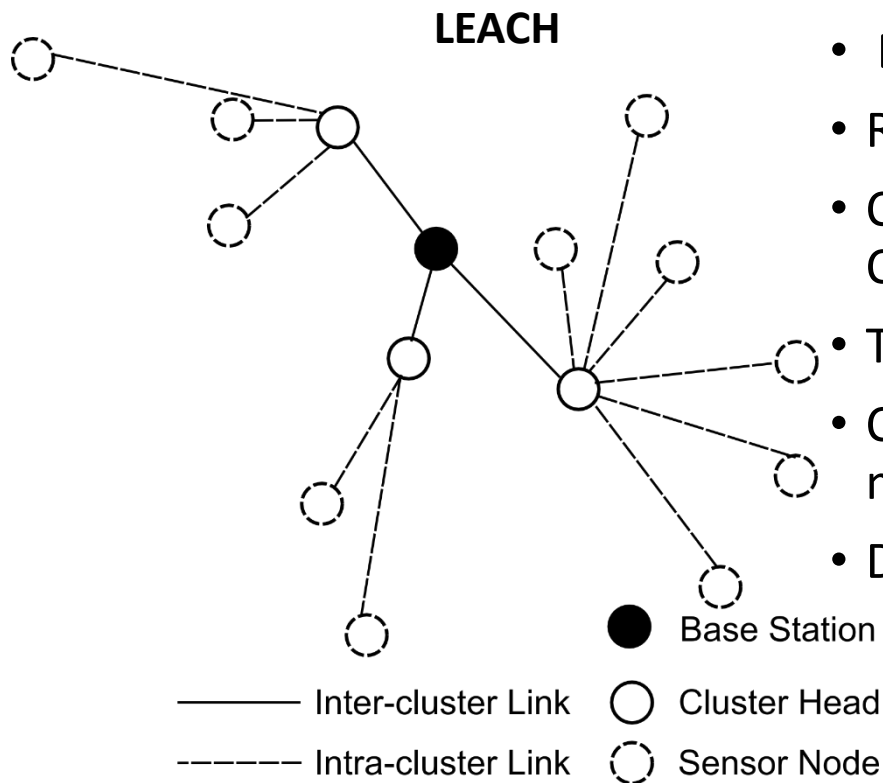 LEACH
•
• R
• C
C
• T
• C
r
• D
Base Station
Inter-cluster Link
Cluster Head
Intra-cluster Link
Sensor Node